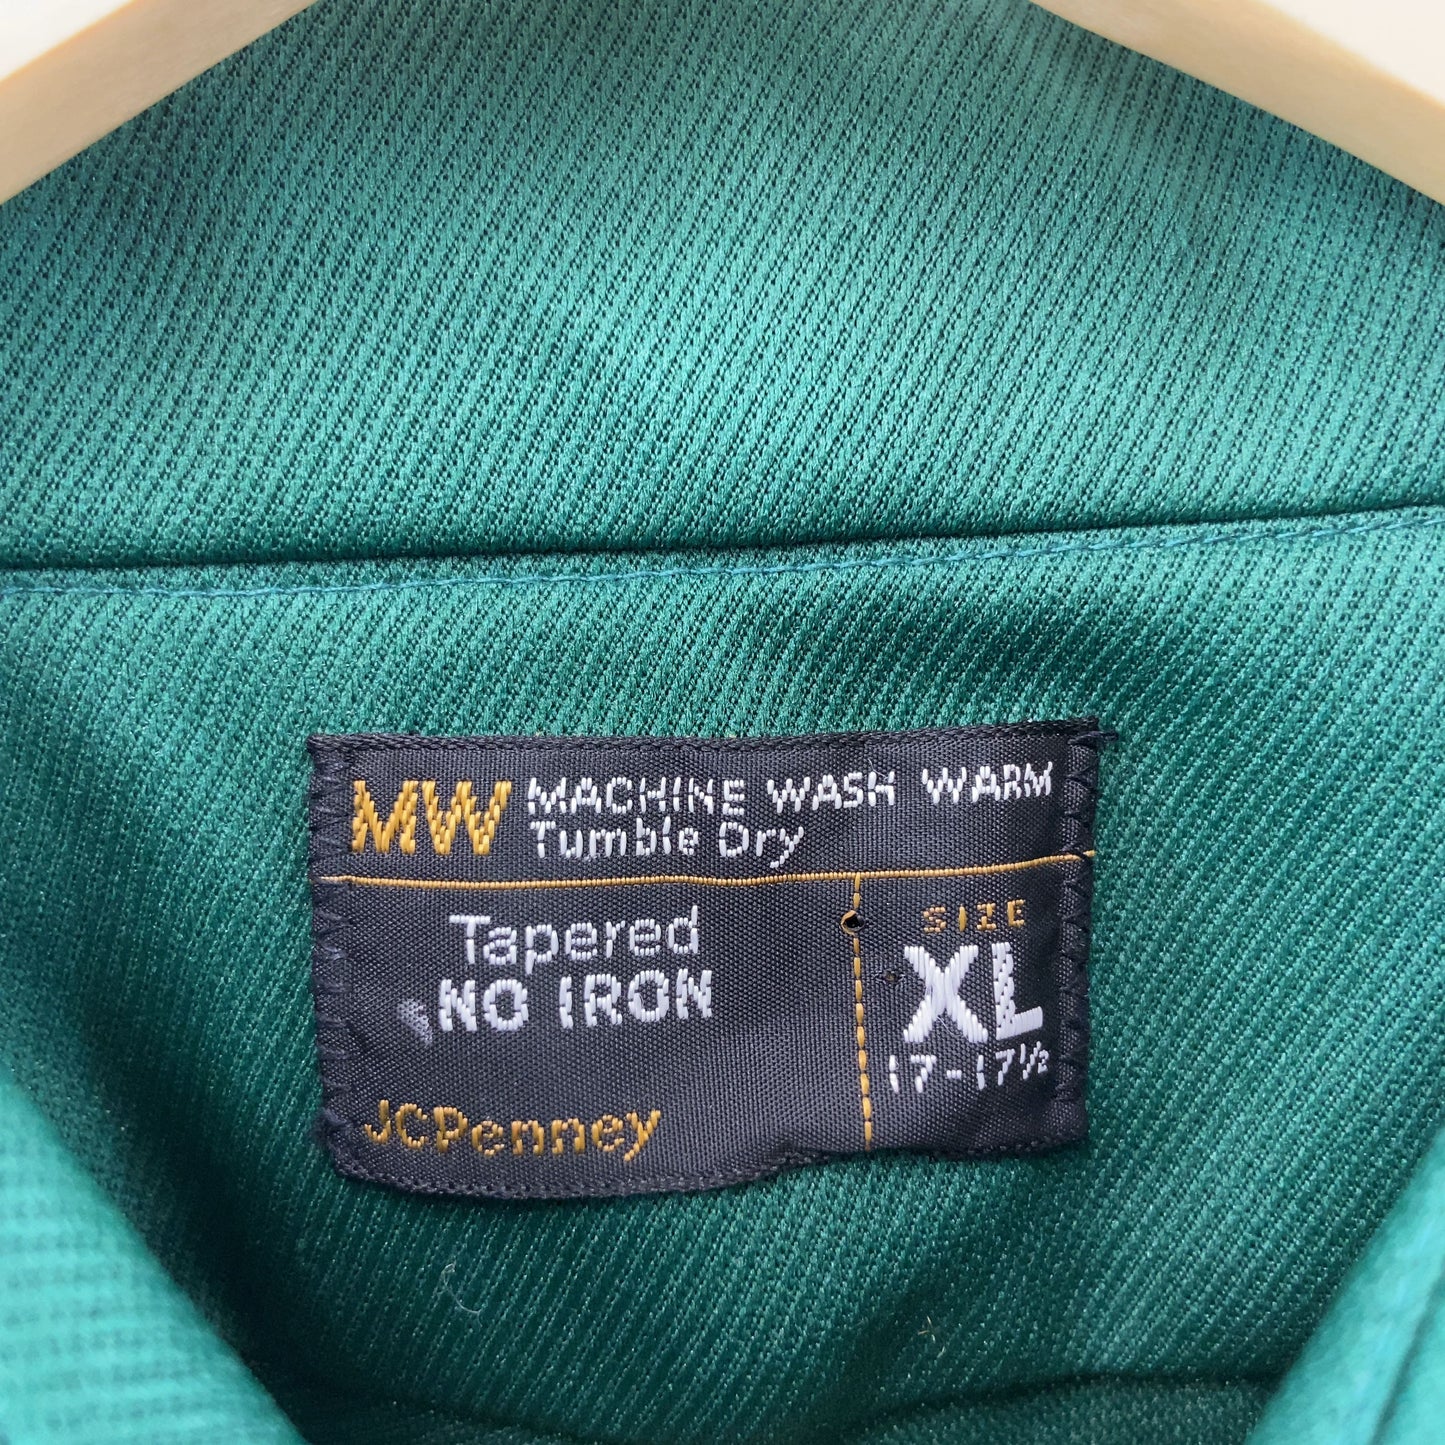 MW MACHINE WASH WARM
Tumble Dry
Tapered
NO IRON
JCPenney
SIZE
XL
17-17½